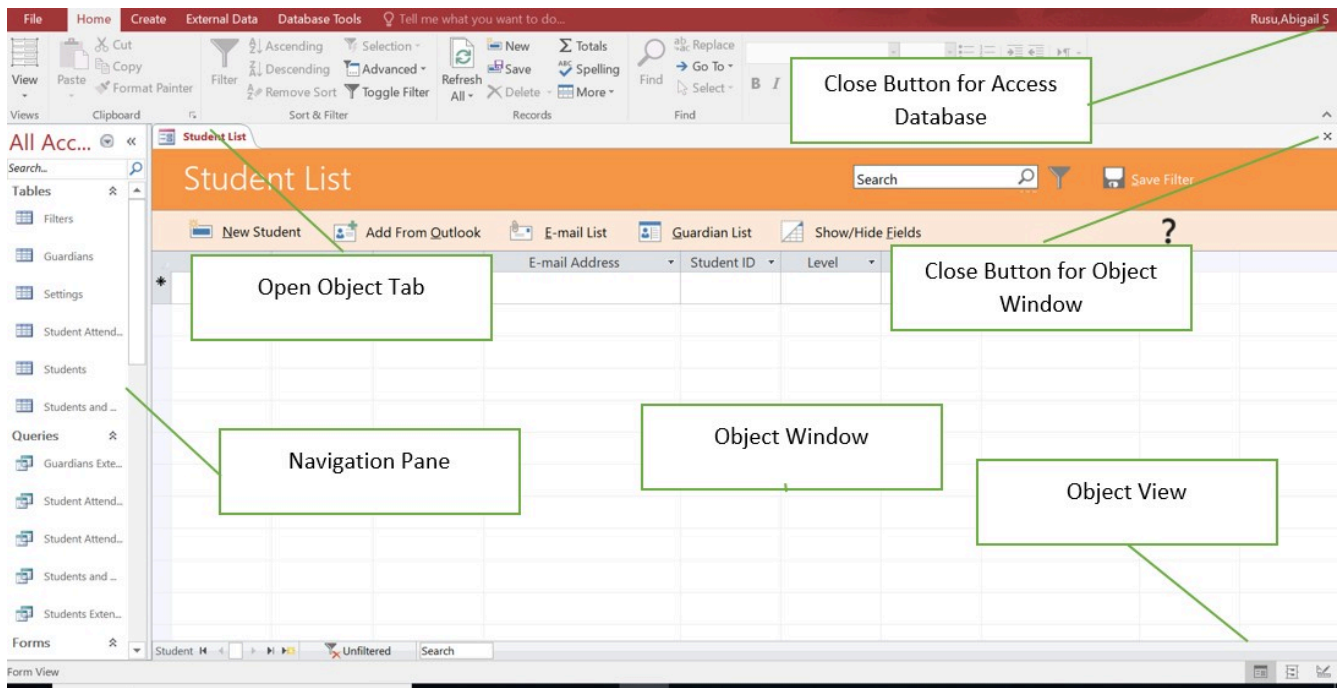 File Home Create External Data Database Tools Tell me what you want to do... Rusu,Abigail S
View
Views
Paste
Cut
Copy
Format Painter
Clipboard
Filter
Ascending
Descending
Remove Sort
Selection
Advanced
Toggle Filter
Sort & Filter
Refresh
All
New
Save
Delete
Totals
Spelling
More
Records
Find
Replace
Go To
Select
Find
B I
Close Button for Access
Database
All Acc...
Search...
Tables
Filters
Guardians
Settings
Student Attend...
Students
Students and ...
Queries
Guardians Exte...
Student Attend...
Student Attend...
Students and ...
Students Exten...
Forms
Student List
Student List
Search
Save Filter
New Student Add From Outlook E-mail List Guardian List Show/Hide Fields ?
E-mail Address Student ID Level
Open Object Tab
Close Button for Object
Window
Navigation Pane
Object Window
Object View
Student Unfiltered Search
Form View